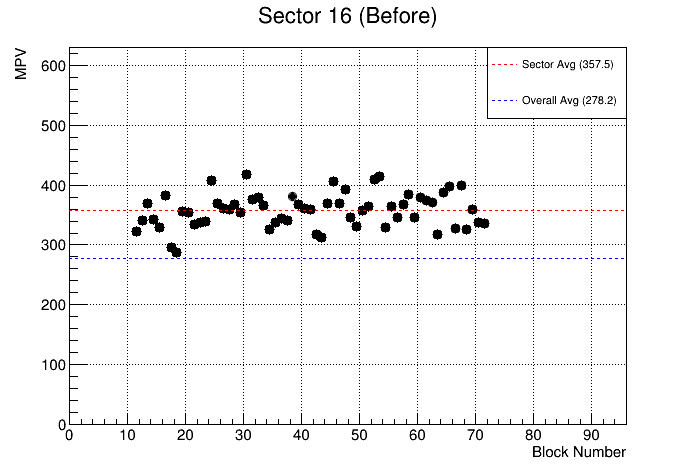 Sector 16 (Before)
MPV
600
500
400
300
200
100
0
Sector Avg (357.5)
Overall Avg (278.2)
0 10 20 30 40 50 60 70 80 90
Block Number